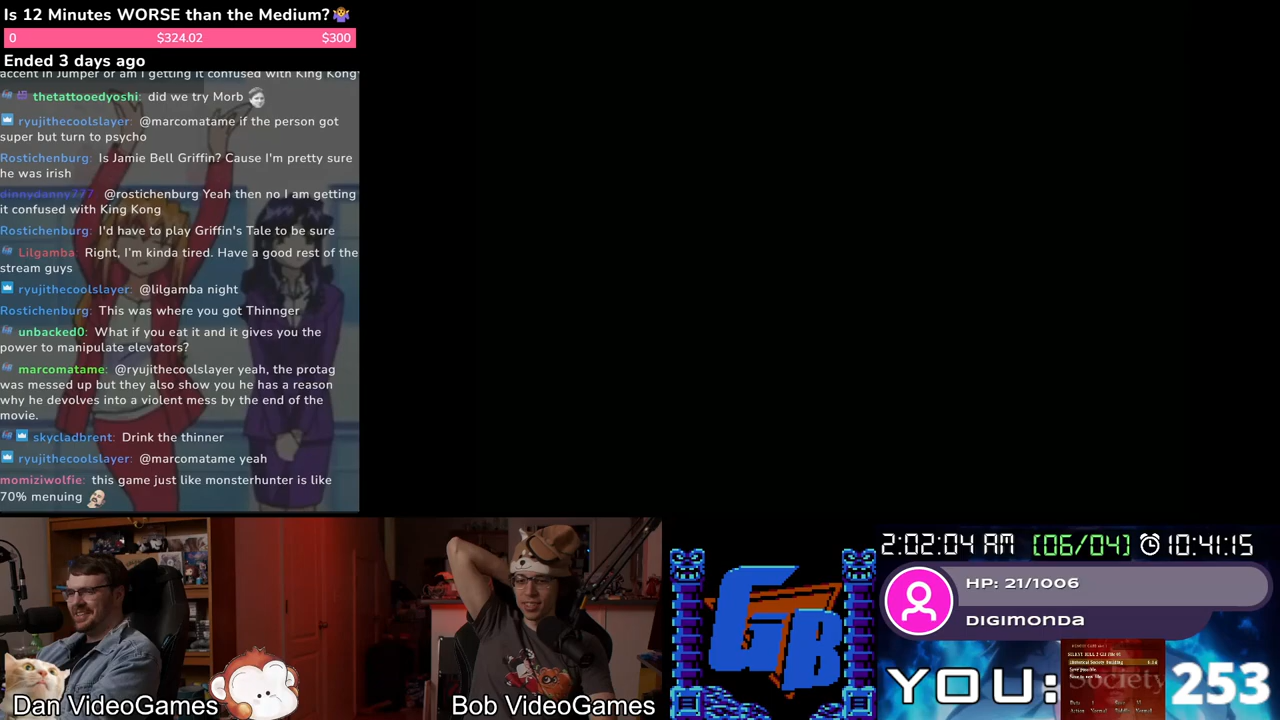 Is 12 Minutes WORSE than the Medium?🤷
0 $324.02 $300
Ended 3 days ago
accent in Jumper or am I getting it confused with King Kong
thetattooedyoshi: did we try Morb
ryujithecoolslayer: @marcomatame if the person got
super but turn to psycho
Rostichenburg: Is Jamie Bell Griffin? Cause I'm pretty sure
he was irish
dinnydanny777 @rostichenburg Yeah then no I am getting
it confused with King Kong
Rostichenburg: I'd have to play Griffin's Tale to be sure
Lilgamba: Right, I'm kinda tired. Have a good rest of the
stream guys
ryujithecoolslayer: @lilgamba night
Rostichenburg: This was where you got Thinnger
unbacked0: What if you eat it and it gives you the
power to manipulate elevators?
marcomatame: @ryujithecoolslayer yeah, the protag
was messed up but they also show you he has a reason
why he devolves into a violent mess by the end of the
movie.
skycladbrent: Drink the thinner
ryujithecoolslayer: @marcomatame yeah
momiziwolfie: this game just like monsterhunter is like
70% menuing
Dan VideoGames
Bob VideoGames
GB
2:02:04 AM [06/04] 10:41:15
HP: 21/1006
DIGIMONDA
YOU: 253
Historical Society Building
Society